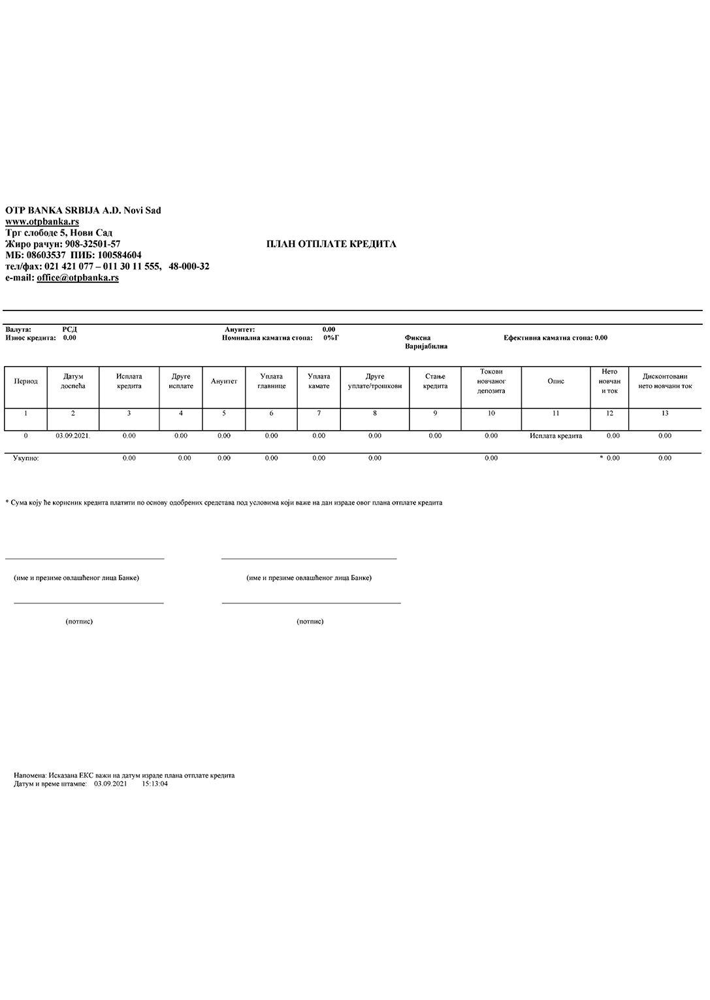 OTP BANKA SRBIJA A.D. Novi Sad
www.otpbanka.rs
Трг слободе 5, Нови Сад
Жиро рачун: 908-32501-57
ПЛАН ОТПЛАТЕ КРЕДИТА
МБ: 08603537 ПИБ: 100584604
тел/фах: 021 421 077 – 011 30 11 555, 48-000-32
e-mail: office@otpbanka.rs
Валута: РСД Ануитет: 0.00
Износ кредита: 0.00 Номинална каматна стопа: 0%Г Фиксна Ефективна каматна стопа: 0.00
Варијабилна
Период Датум доспећа Исплата кредита Друге исплате Ануитет Уплата главнице Уплата камате Друге уплате/трошкови Стање кредита Токови новчаног депозита Опис Нето новчан и ток Дисконтовани нето новчани ток
1 2 3 4 5 6 7 8 9 10 11 12 13
0 03.09.2021. 0.00 0.00 0.00 0.00 0.00 0.00 0.00 0.00 Исплата кредита 0.00 0.00
Укупно: 0.00 0.00 0.00 0.00 0.00 0.00 0.00 * 0.00 0.00
* Сума коју ће корисник кредита платити по основу одобрених средстава под условима који важе на дан израде овог плана отплате кредита
(име и презиме овлашћеног лица Банке) (име и презиме овлашћеног лица Банке)
(потпис) (потпис)
Напомена: Исказана ЕКС важи на датум израде плана отплате кредита
Датум и време штампе: 03.09.2021 15:13:04